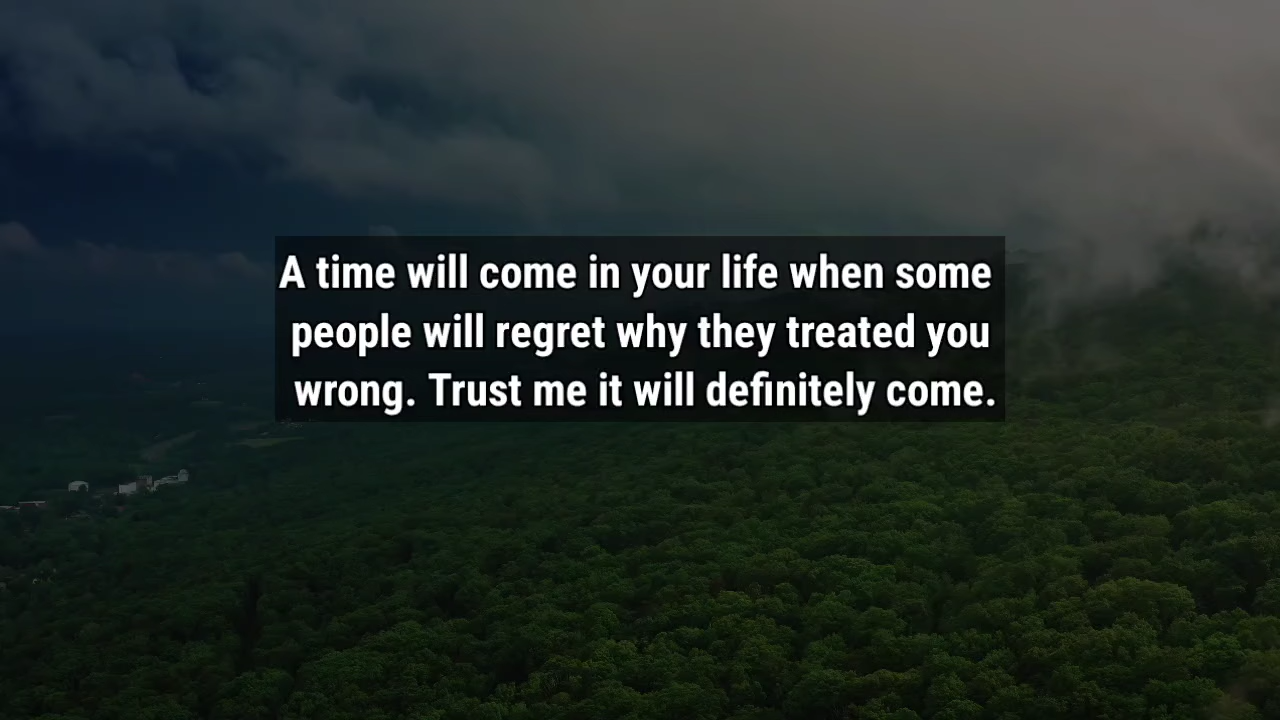 A time will come in your life when some
people will regret why they treated you
wrong. Trust me it will definitely come.